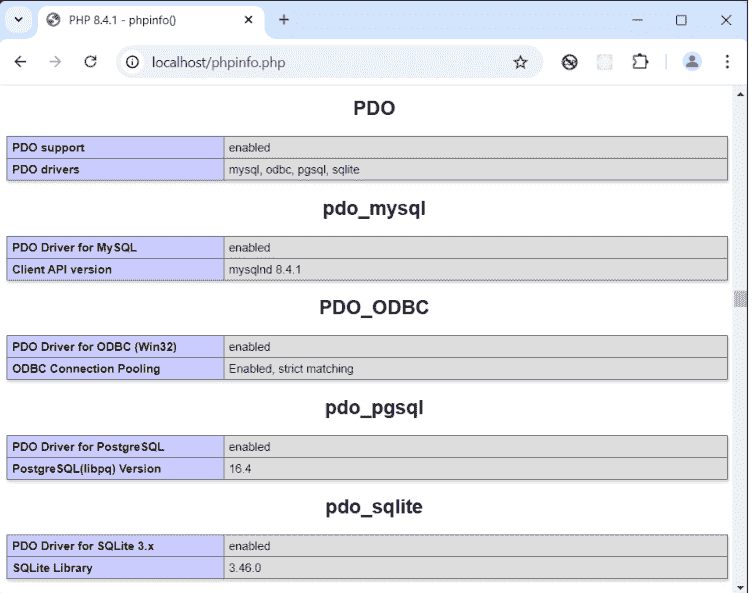 PHP 8.4.1 - phpinfo()
localhost/phpinfo.php
PDO
PDO support enabled
PDO drivers mysql, odbc, pgsql, sqlite
pdo_mysql
PDO Driver for MySQL enabled
Client API version mysqlnd 8.4.1
PDO_ODBC
PDO Driver for ODBC (Win32) enabled
ODBC Connection Pooling Enabled, strict matching
pdo_pgsql
PDO Driver for PostgreSQL enabled
PostgreSQL(libpq) Version 16.4
pdo_sqlite
PDO Driver for SQLite 3.x enabled
SQLite Library 3.46.0